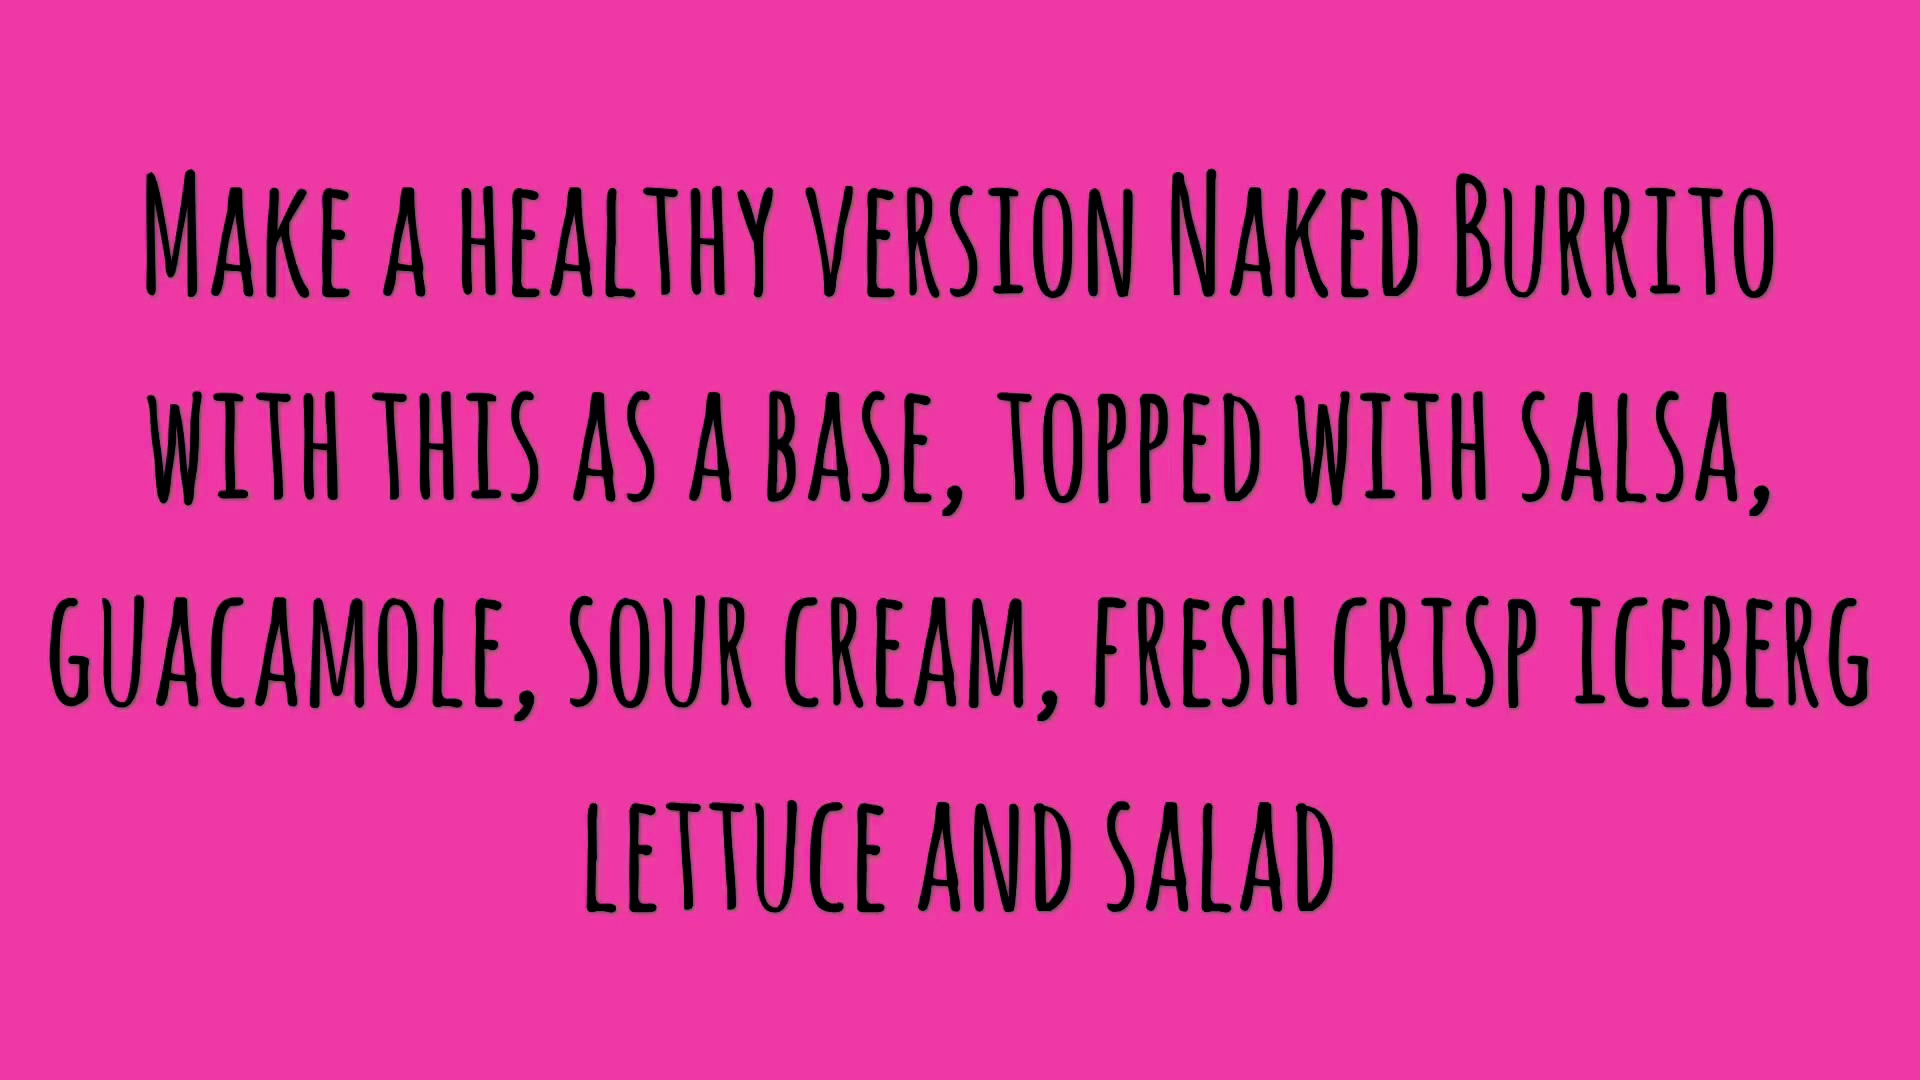 Make a healthy version Naked Burrito
with this as a base, topped with salsa,
guacamole, sour cream, fresh crisp iceberg
lettuce and salad